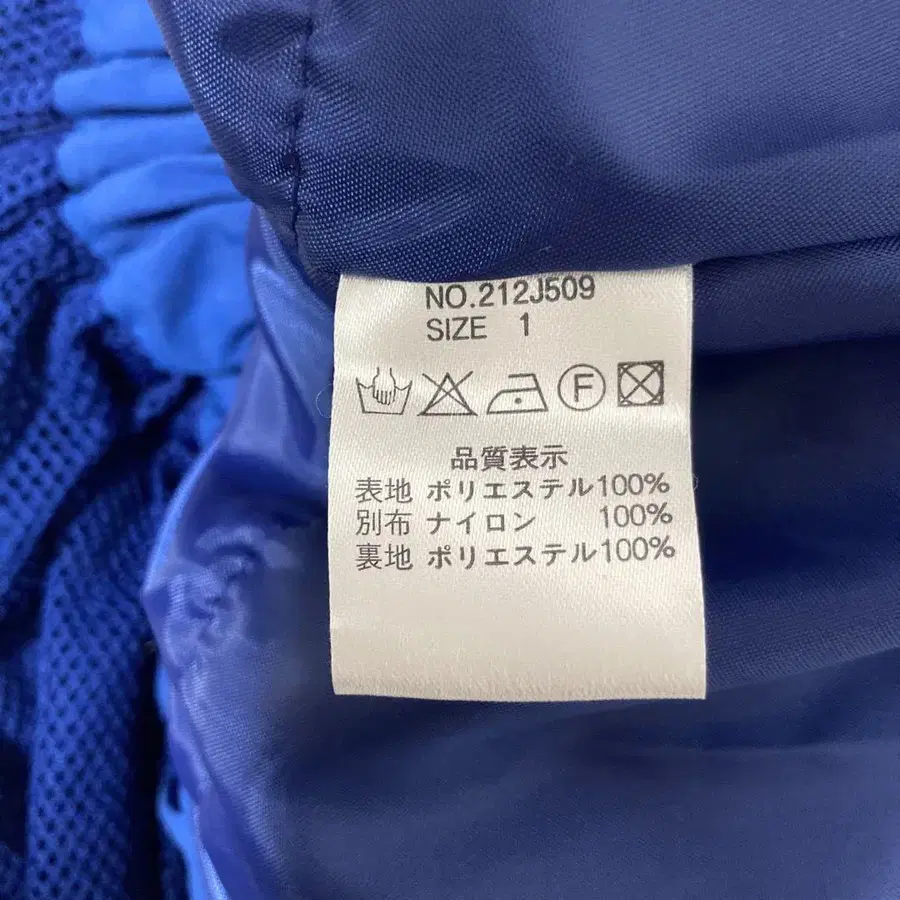 NO.212J509
SIZE 1
F
品質表示
表地 ポリエステル100%
別布 ナイロン 100%
裏地 ポリエステル100%